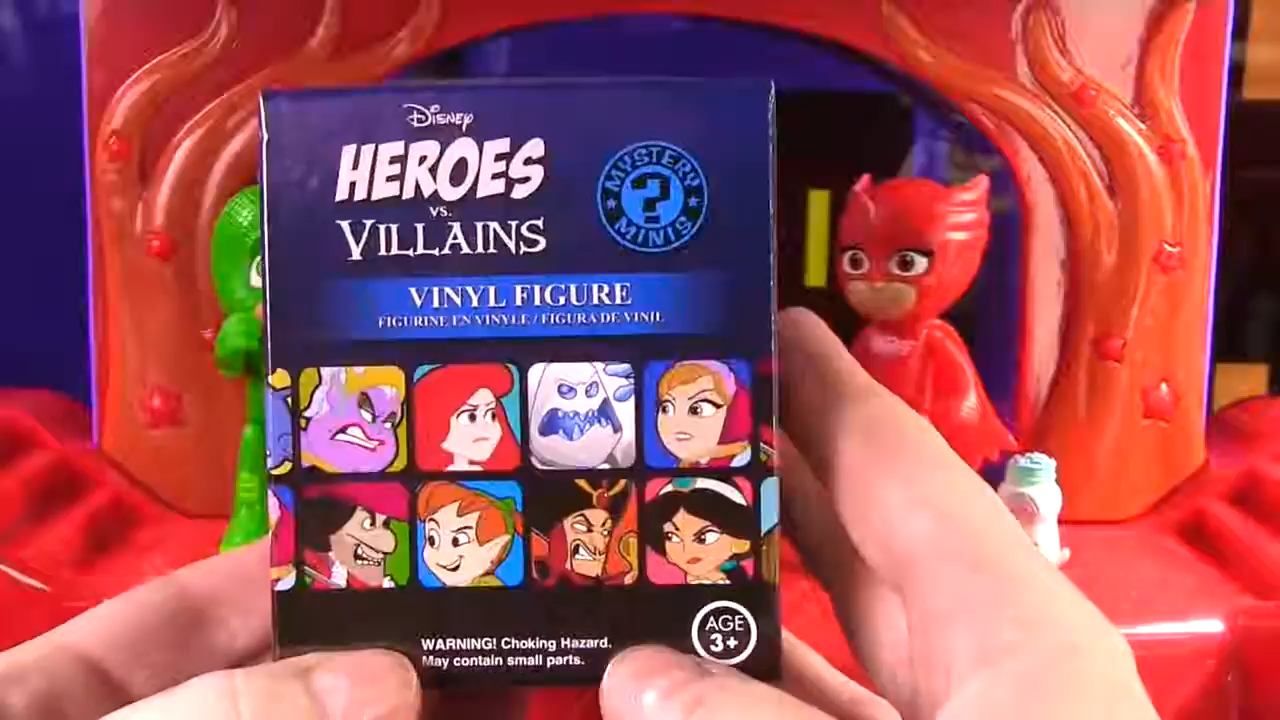 DISNEY
HEROES
VS.
VILLAINS
MYSTERY
?
MINIS
VINYL FIGURE
FIGURINE EN VINYLE / FIGURA DE VINIL
WARNING! Choking Hazard.
May contain small parts.
AGE
3+